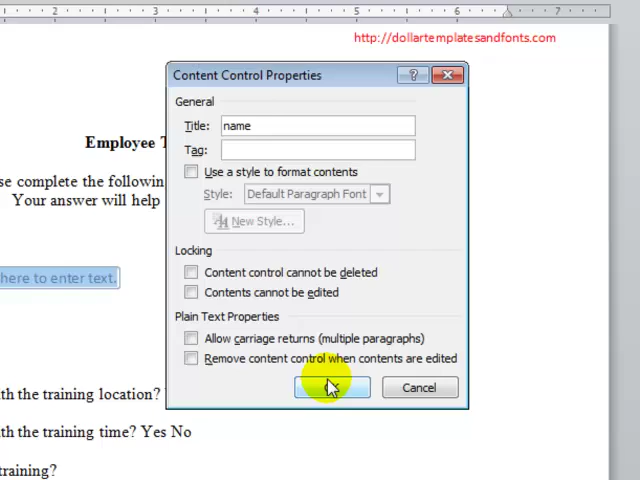 2 3 4 5 6 7
http://dollartemplatesandfonts.com
Content Control Properties
General
Title: name
Employee T
Tag:
se complete the following
Use a style to format contents
Your answer will help
Style: Default Paragraph Font
New Style...
Locking
Content control cannot be deleted
here to enter text.
Contents cannot be edited
Plain Text Properties
Allow carriage returns (multiple paragraphs)
Remove content control when contents are edited
Cancel
ith the training location?
ith the training time? Yes No
training?